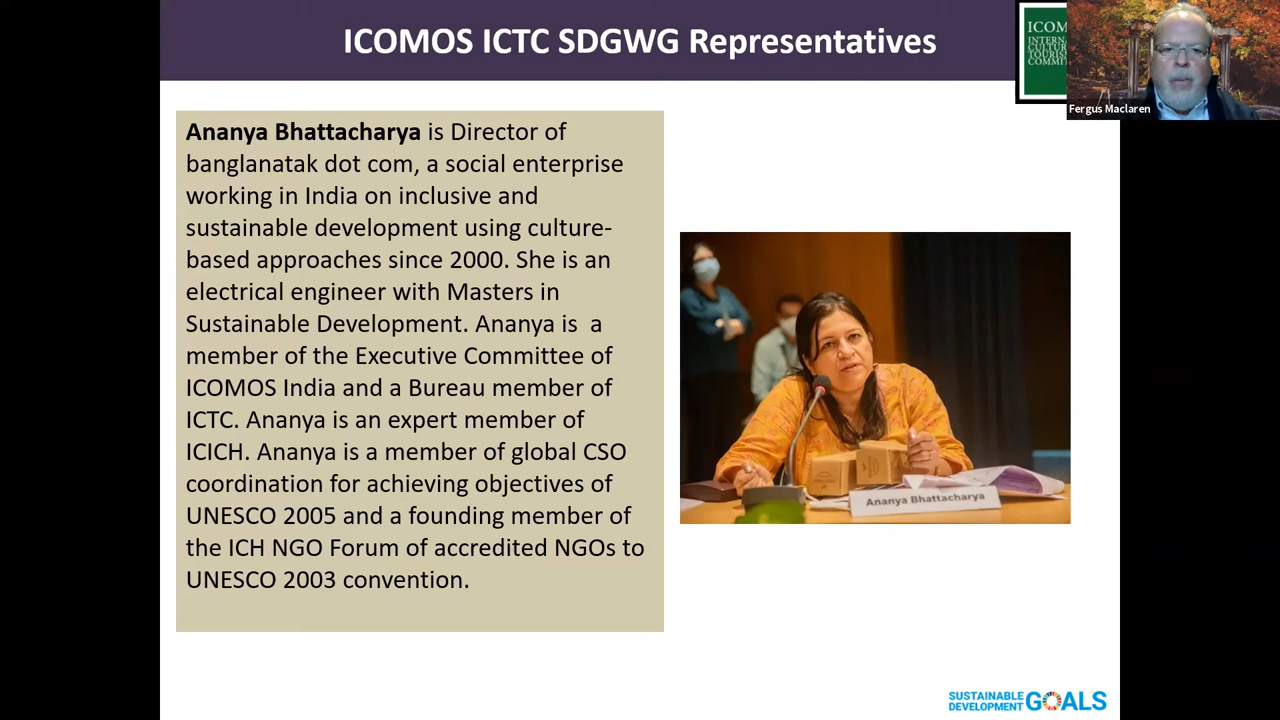 ICOMOS ICTC SDGWG Representatives
ICOM
INTERN
CULTUR
TOURIS
COMMIT
Fergus Maclaren
Ananya Bhattacharya is Director of
banglanatak dot com, a social enterprise
working in India on inclusive and
sustainable development using culture-
based approaches since 2000. She is an
electrical engineer with Masters in
Sustainable Development. Ananya is  a
member of the Executive Committee of
ICOMOS India and a Bureau member of
ICTC. Ananya is an expert member of
ICICH. Ananya is a member of global CSO
coordination for achieving objectives of
UNESCO 2005 and a founding member of
the ICH NGO Forum of accredited NGOs to
UNESCO 2003 convention.
Ananya Bhattacharya
SUSTAINABLE
DEVELOPMENT GOALS